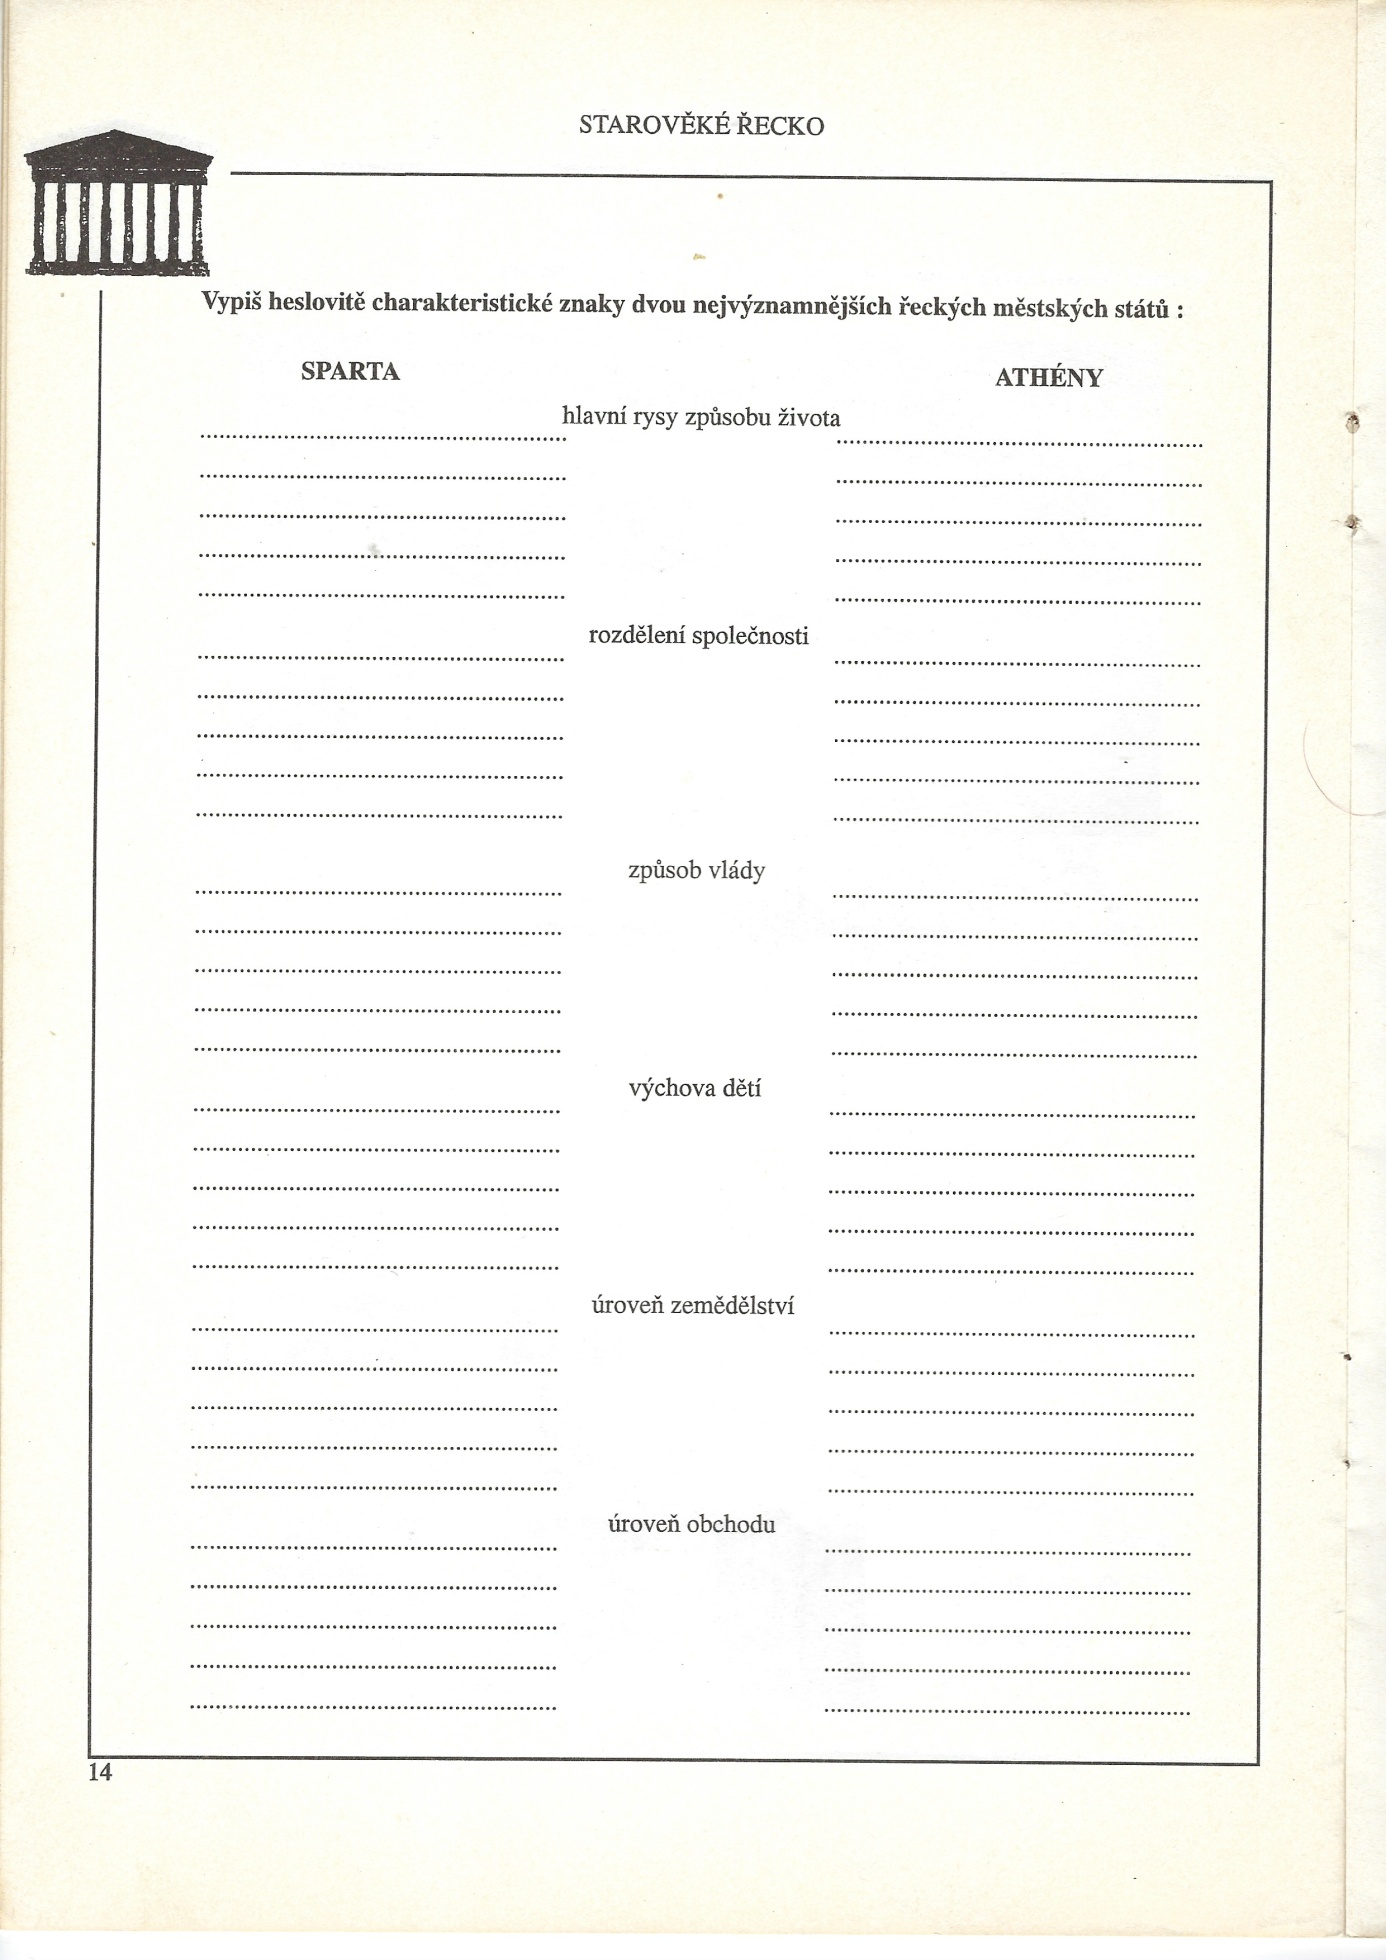 STAROVĚKÉ ŘECKO
Vypiš heslovitě charakteristické znaky dvou nejvýznamnějších řeckých městských států :
SPARTA
ATHÉNY
hlavní rysy způsobu života
rozdělení společnosti
způsob vlády
výchova dětí
úroveň zemědělství
úroveň obchodu
14